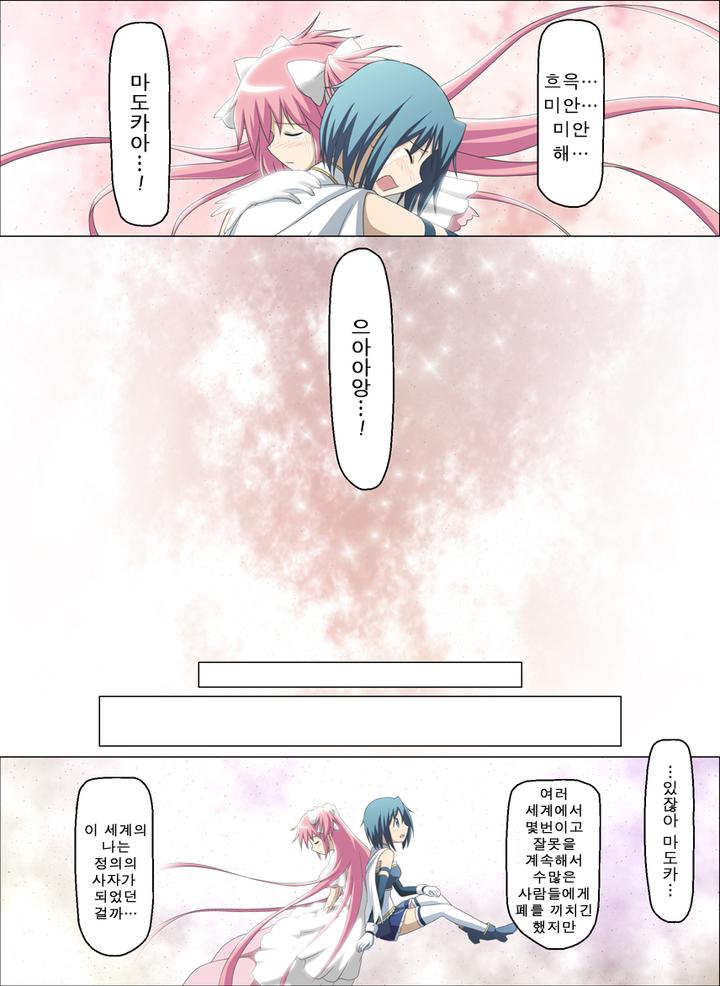 흐윽…
미안…
미안
해…
마도카아…!
으아아앙…!
…있잖아 마도카…
여러
세계에서
몇번이고
잘못을
계속해서
수많은
사람들에게
폐를 끼치긴
했지만
이 세계의
나는
정의의
사자가
되었던
걸까…